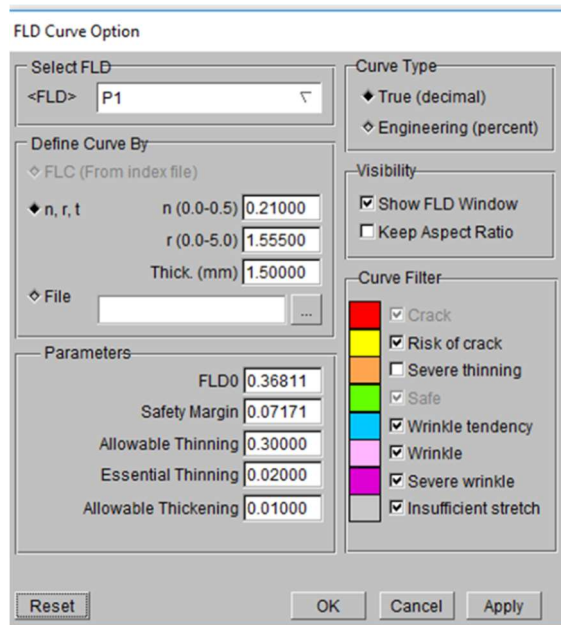 FLD Curve Option
Select FLD
<FLD> P1
Define Curve By
FLC (From index file)
n, r, t n (0.0-0.5) 0.21000
r (0.0-5.0) 1.55500
Thick. (mm) 1.50000
File ...
Parameters
FLD0 0.36811
Safety Margin 0.07171
Allowable Thinning 0.30000
Essential Thinning 0.02000
Allowable Thickening 0.01000
Curve Type
True (decimal)
Engineering (percent)
Visibility
Show FLD Window
Keep Aspect Ratio
Curve Filter
Crack
Risk of crack
Severe thinning
Safe
Wrinkle tendency
Wrinkle
Severe wrinkle
Insufficient stretch
Reset OK Cancel Apply